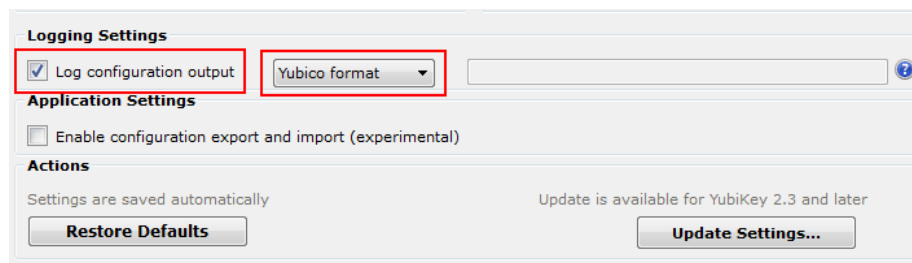 Logging Settings
Log configuration output Yubico format ?
Application Settings
Enable configuration export and import (experimental)
Actions
Settings are saved automatically Update is available for YubiKey 2.3 and later
Restore Defaults Update Settings...